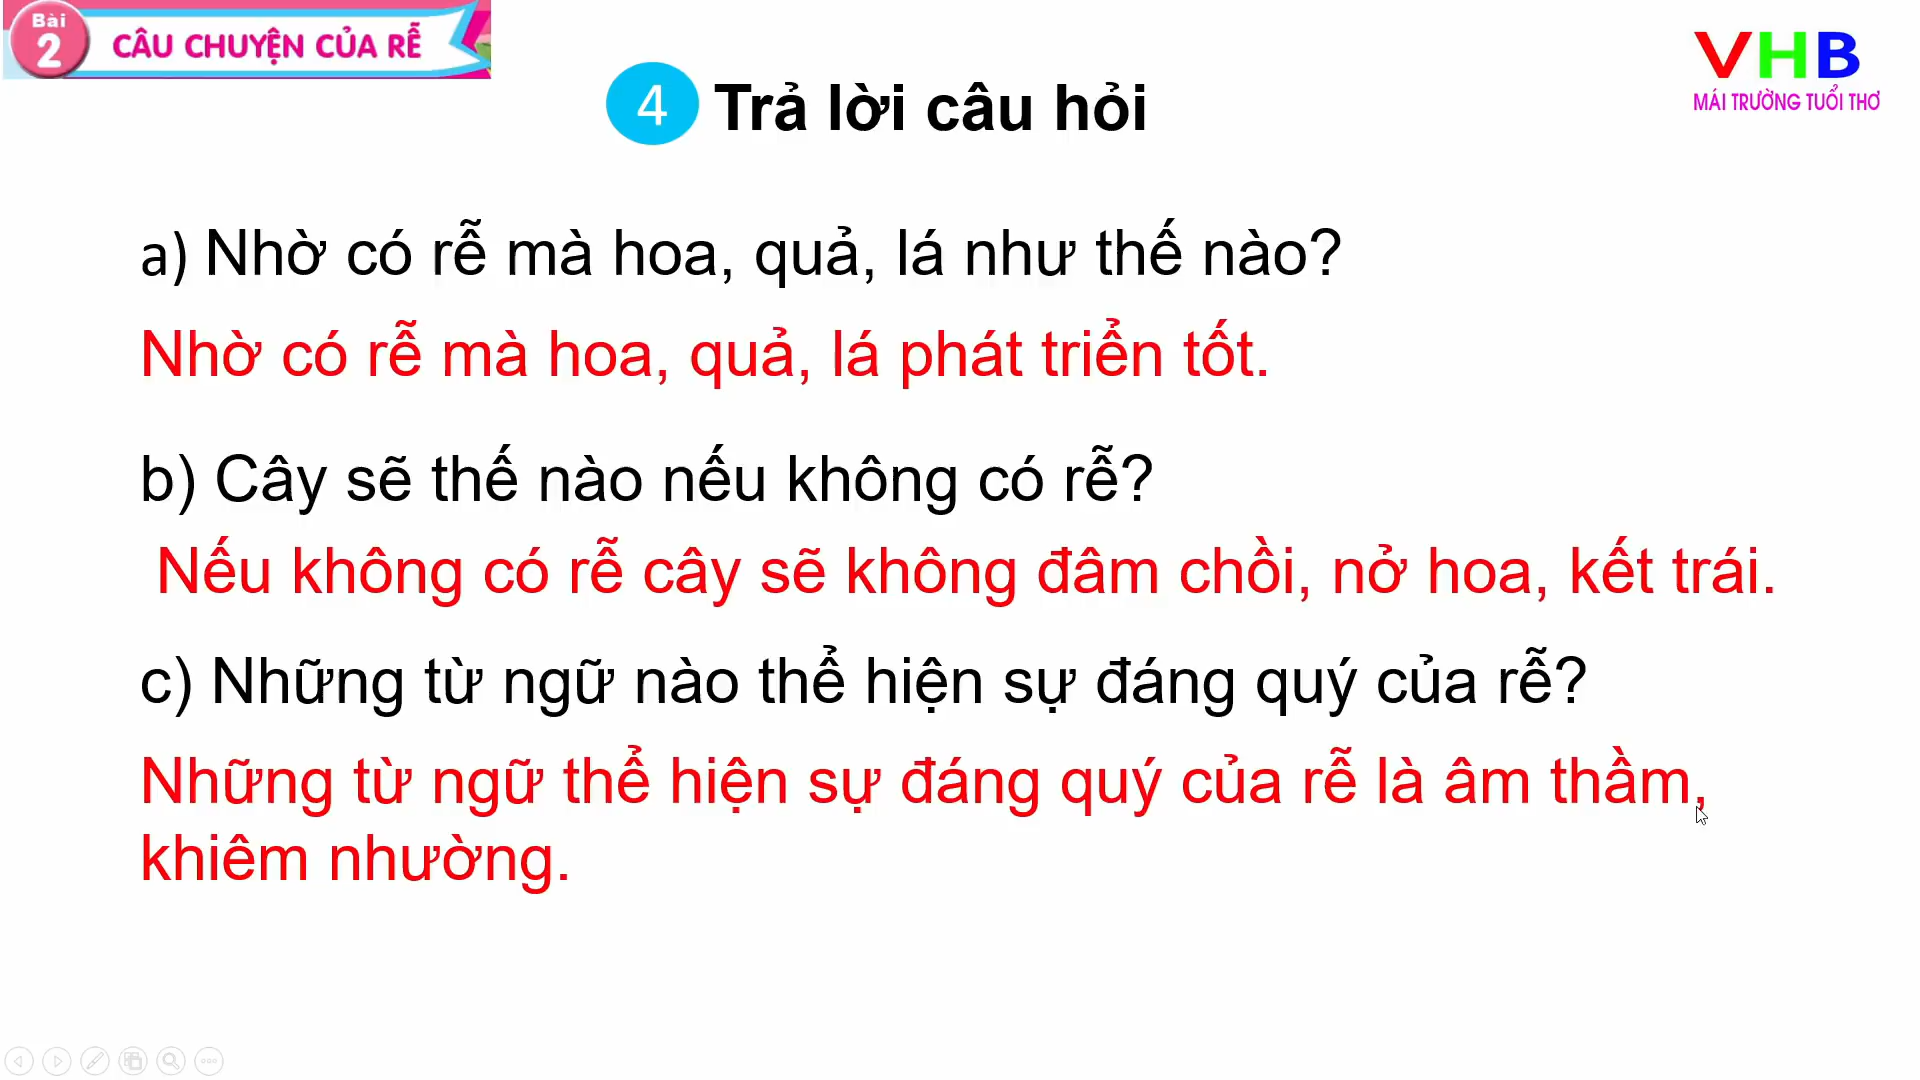 Bài
2
CÂU CHUYỆN CỦA RỄ
VHB
MÁI TRƯỜNG TUỔI THƠ
4 Trả lời câu hỏi
a) Nhờ có rễ mà hoa, quả, lá như thế nào?
Nhờ có rễ mà hoa, quả, lá phát triển tốt.
b) Cây sẽ thế nào nếu không có rễ?
Nếu không có rễ cây sẽ không đâm chồi, nở hoa, kết trái.
c) Những từ ngữ nào thể hiện sự đáng quý của rễ?
Những từ ngữ thể hiện sự đáng quý của rễ là âm thầm,
khiêm nhường.